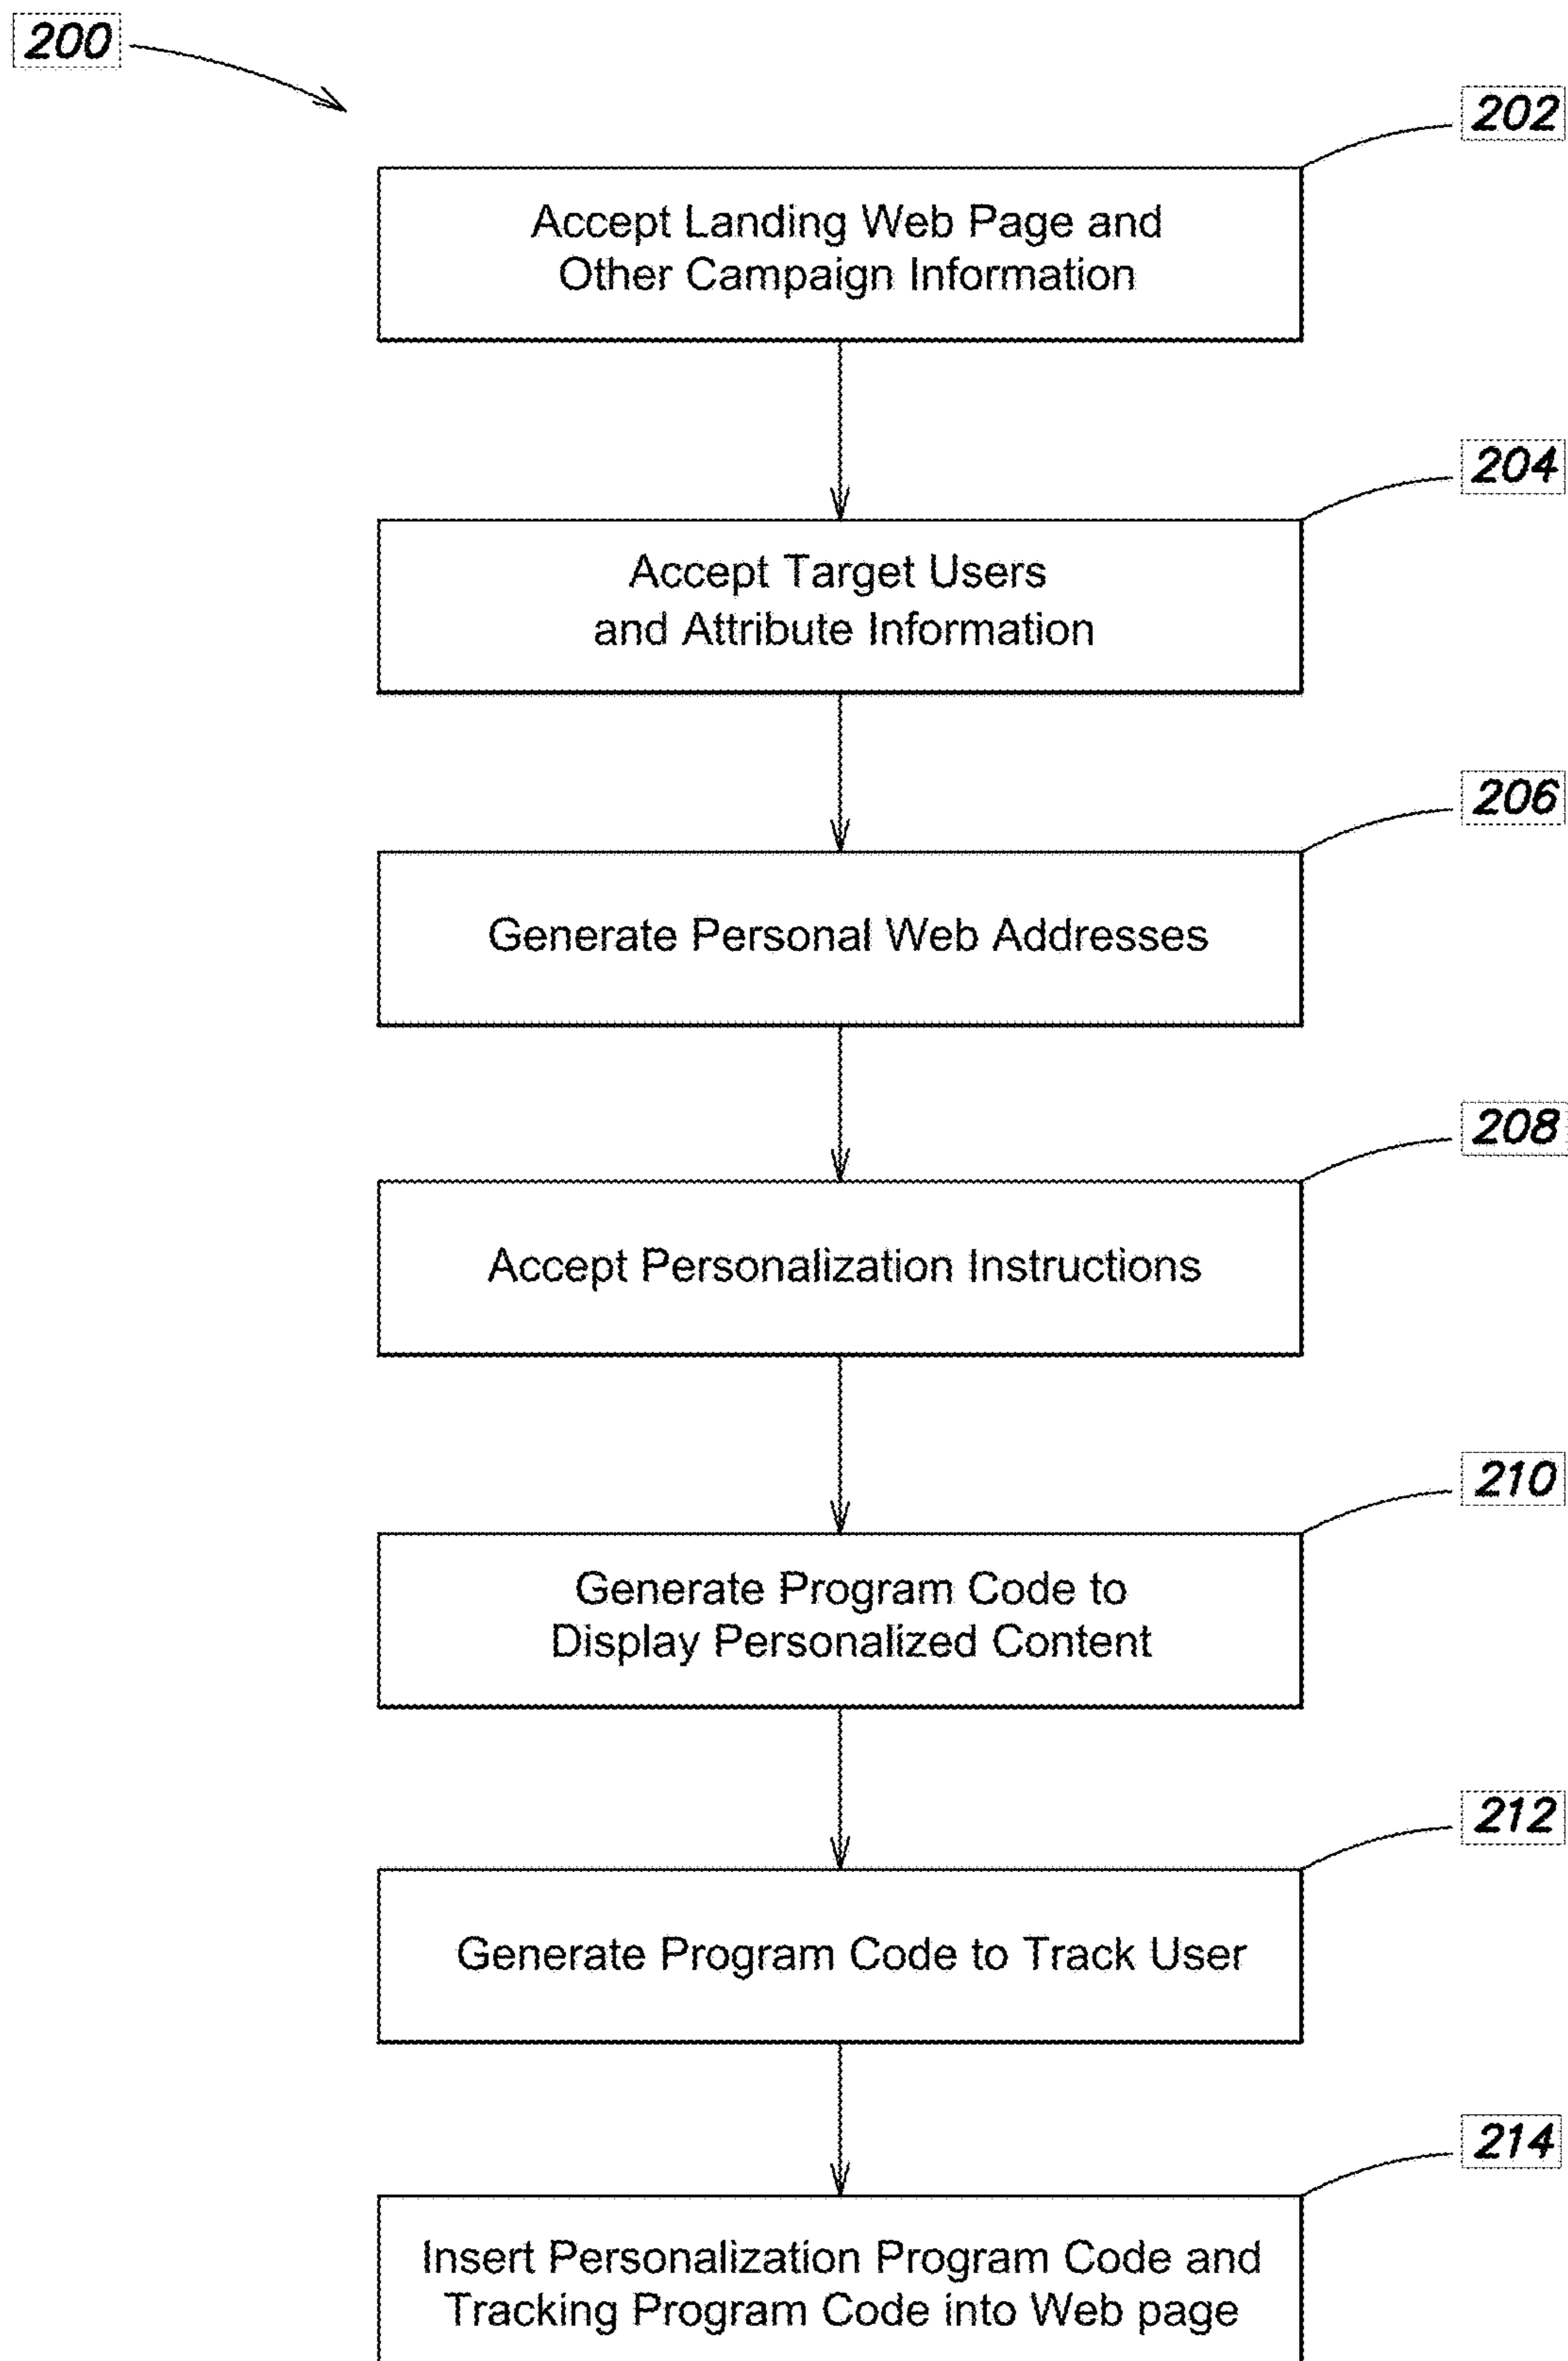 200
202
Accept Landing Web Page and
Other Campaign Information
204
Accept Target Users
and Attribute Information
206
Generate Personal Web Addresses
208
Accept Personalization Instructions
210
Generate Program Code to
Display Personalized Content
212
Generate Program Code to Track User
214
Insert Personalization Program Code and
Tracking Program Code into Web page